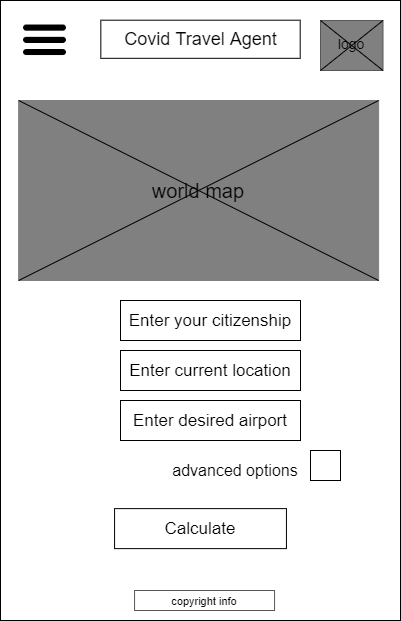 Covid Travel Agent
logo
world map
Enter your citizenship
Enter current location
Enter desired airport
advanced options
Calculate
copyright info